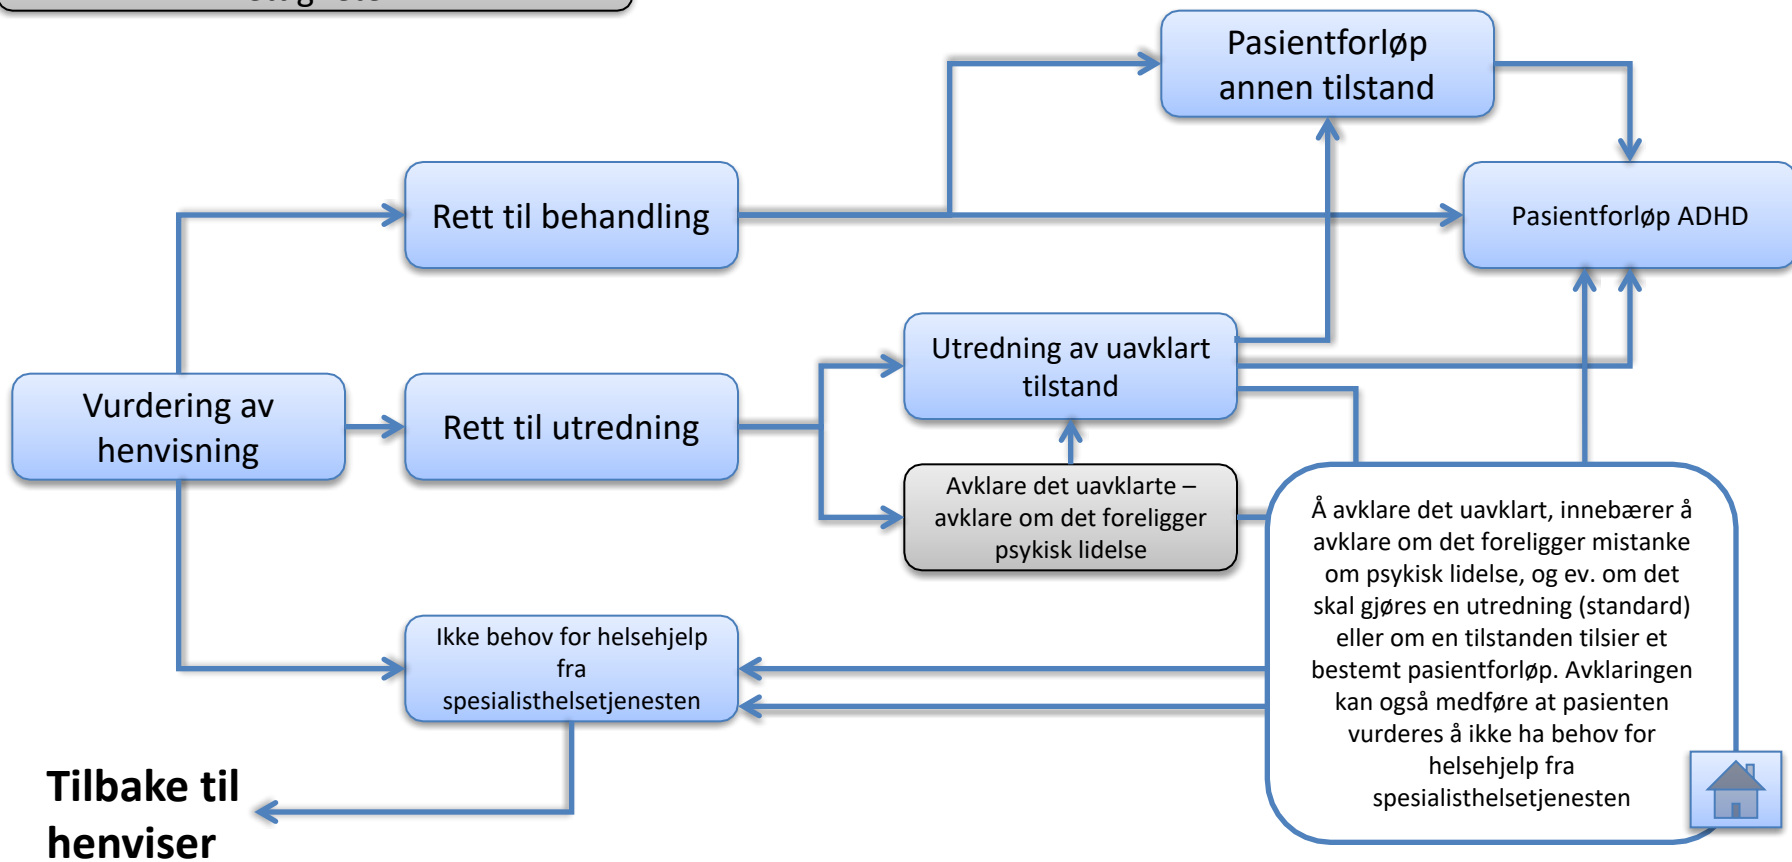 Pasientforløp
annen tilstand
Rett til behandling
Pasientforløp ADHD
Utredning av uavklart
tilstand
Vurdering av
henvisning
Rett til utredning
Avklare det uavklarte –
avklare om det foreligger
psykisk lidelse
Å avklare det uavklart, innebærer å
avklare om det foreligger mistanke
om psykisk lidelse, og ev. om det
skal gjøres en utredning (standard)
eller om en tilstanden tilsier et
bestemt pasientforløp. Avklaringen
kan også medføre at pasienten
vurderes å ikke ha behov for
helsehjelp fra
spesialisthelsetjenesten
Ikke behov for helsehjelp
fra
spesialisthelsetjenesten
Tilbake til
henviser